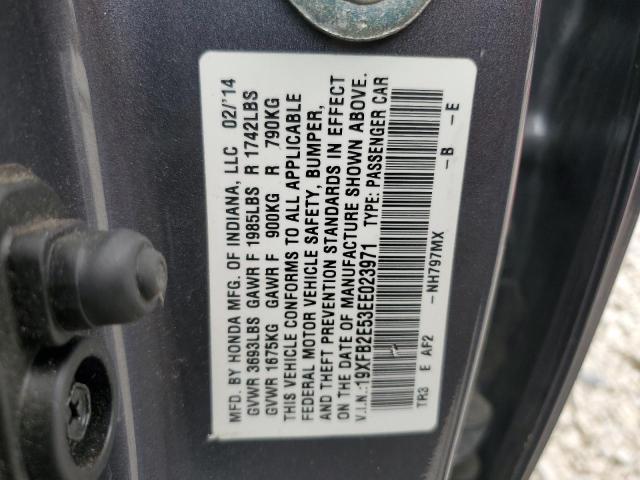 MFD. BY HONDA MFG. OF INDIANA, LLC 02/'14
GVWR 3693LBS GAWR F 1985LBS R 1742LBS
GVWR 1675KG GAWR F 900KG R 790KG
THIS VEHICLE CONFORMS TO ALL APPLICABLE
FEDERAL MOTOR VEHICLE SAFETY, BUMPER,
AND THEFT PREVENTION STANDARDS IN EFFECT
ON THE DATE OF MANUFACTURE SHOWN ABOVE.
V.I.N.:19XFB2E53EE023971 TYPE: PASSENGER CAR
TR3 E AF2 -NH797MX -B -E